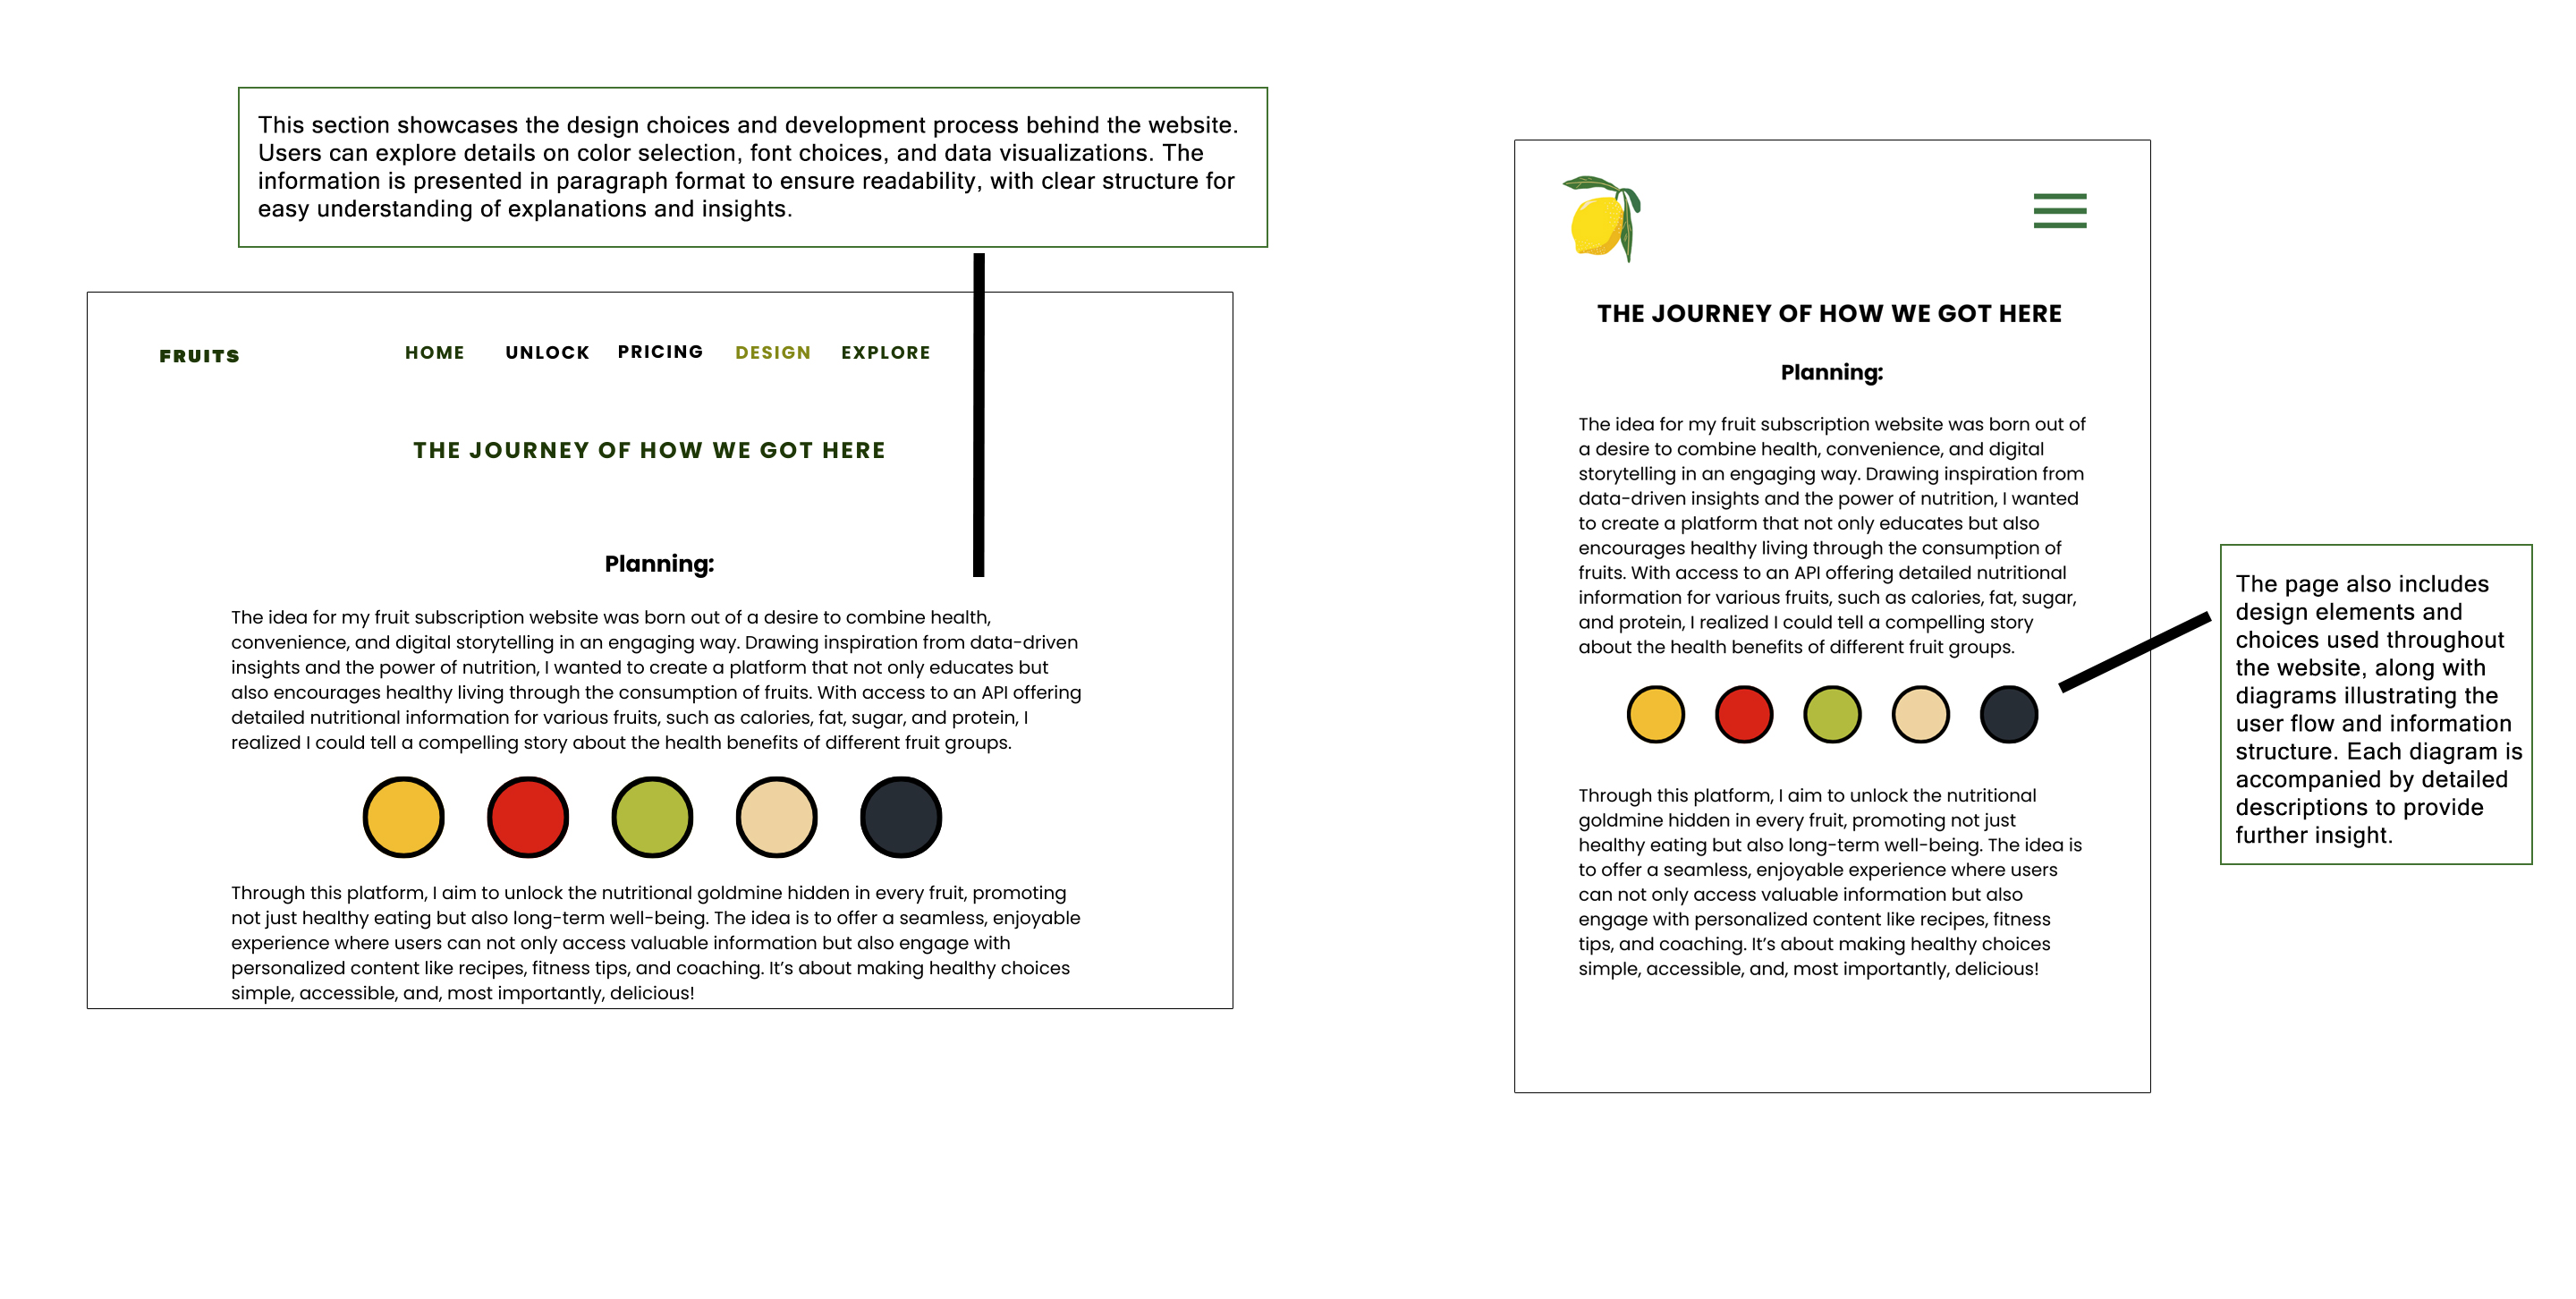 This section showcases the design choices and development process behind the website.
Users can explore details on color selection, font choices, and data visualizations. The
information is presented in paragraph format to ensure readability, with clear structure for
easy understanding of explanations and insights.
FRUITS
HOME UNLOCK PRICING DESIGN EXPLORE
THE JOURNEY OF HOW WE GOT HERE
Planning:
The idea for my fruit subscription website was born out of a desire to combine health,
convenience, and digital storytelling in an engaging way. Drawing inspiration from data-driven
insights and the power of nutrition, I wanted to create a platform that not only educates but
also encourages healthy living through the consumption of fruits. With access to an API offering
detailed nutritional information for various fruits, such as calories, fat, sugar, and protein, I
realized I could tell a compelling story about the health benefits of different fruit groups.
Through this platform, I aim to unlock the nutritional goldmine hidden in every fruit, promoting
not just healthy eating but also long-term well-being. The idea is to offer a seamless, enjoyable
experience where users can not only access valuable information but also engage with
personalized content like recipes, fitness tips, and coaching. It's about making healthy choices
simple, accessible, and, most importantly, delicious!
THE JOURNEY OF HOW WE GOT HERE
Planning:
The idea for my fruit subscription website was born out of
a desire to combine health, convenience, and digital
storytelling in an engaging way. Drawing inspiration from
data-driven insights and the power of nutrition, I wanted
to create a platform that not only educates but also
encourages healthy living through the consumption of
fruits. With access to an API offering detailed nutritional
information for various fruits, such as calories, fat, sugar,
and protein, I realized I could tell a compelling story
about the health benefits of different fruit groups.
Through this platform, I aim to unlock the nutritional
goldmine hidden in every fruit, promoting not just
healthy eating but also long-term well-being. The idea is
to offer a seamless, enjoyable experience where users
can not only access valuable information but also
engage with personalized content like recipes, fitness
tips, and coaching. It's about making healthy choices
simple, accessible, and, most importantly, delicious!
The page also includes
design elements and
choices used throughout
the website, along with
diagrams illustrating the
user flow and information
structure. Each diagram is
accompanied by detailed
descriptions to provide
further insight.